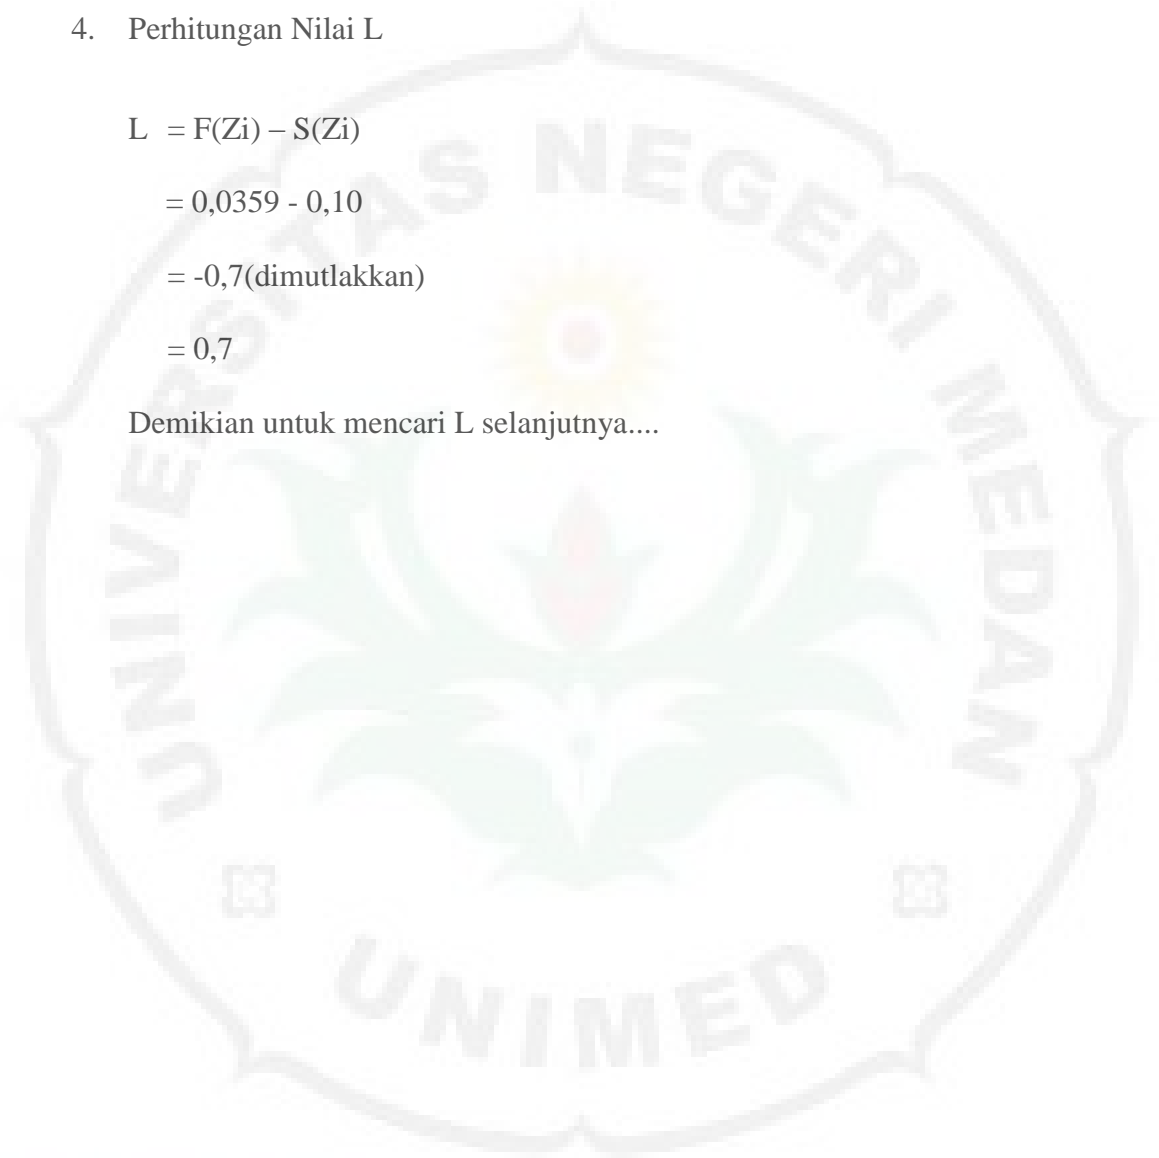 4. Perhitungan Nilai L
L = F(Zi) – S(Zi)
= 0,0359 - 0,10
= -0,7(dimutlakkan)
= 0,7
Demikian untuk mencari L selanjutnya....
UNIVERSITAS NEGERI MEDAN
UNIMED